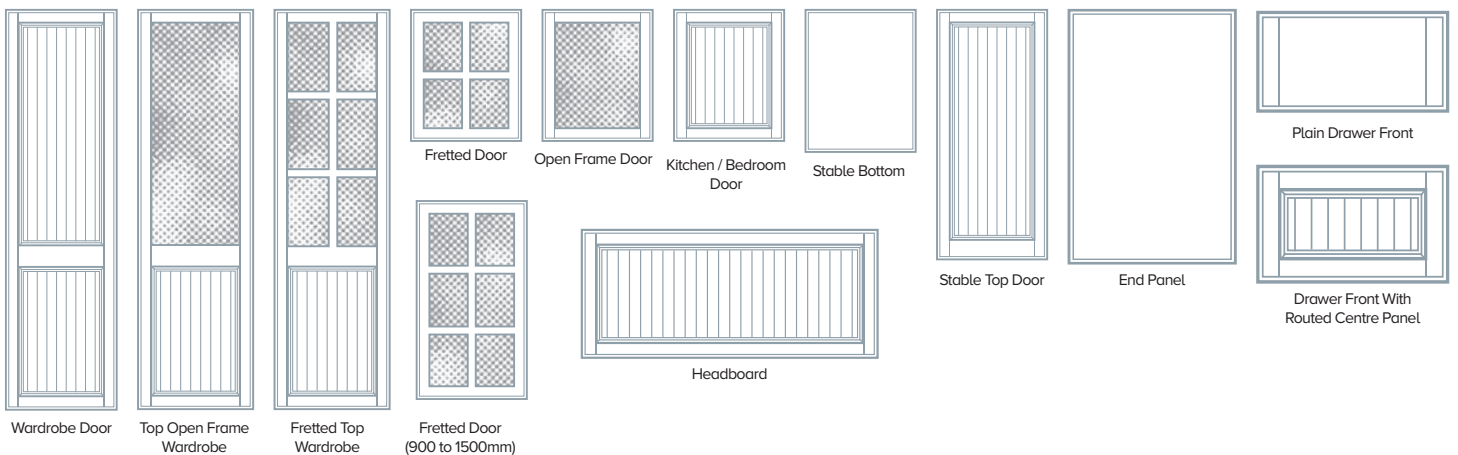 Wardrobe Door
Top Open Frame
Wardrobe
Fretted Top
Wardrobe
Fretted Door
Fretted Door
(900 to 1500mm)
Open Frame Door
Kitchen / Bedroom
Door
Stable Bottom
Headboard
Stable Top Door
End Panel
Plain Drawer Front
Drawer Front With
Routed Centre Panel